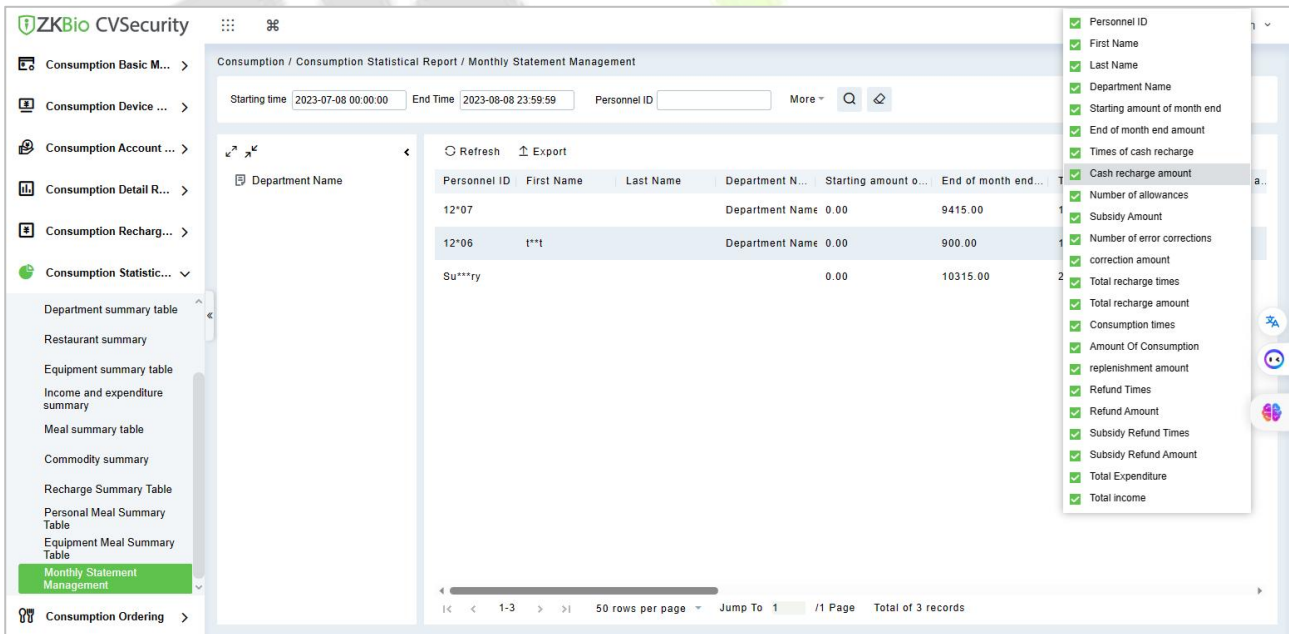 ZKBio CVSecurity
Consumption Basic M...
Consumption Device ...
Consumption Account ...
Consumption Detail R...
Consumption Recharg...
Consumption Statistic...
Department summary table
Restaurant summary
Equipment summary table
Income and expenditure
summary
Meal summary table
Commodity summary
Recharge Summary Table
Personal Meal Summary
Table
Equipment Meal Summary
Table
Monthly Statement
Management
Consumption Ordering
Consumption / Consumption Statistical Report / Monthly Statement Management
Starting time 2023-07-08 00:00:00 End Time 2023-08-08 23:59:59 Personnel ID More
Department Name
Refresh Export
Personnel ID First Name Last Name Department N... Starting amount o... End of month end...
12*07 Department Name 0.00 9415.00
12*06 t**t Department Name 0.00 900.00
Su***ry 0.00 10315.00
1-3 50 rows per page Jump To 1 /1 Page Total of 3 records
Personnel ID
First Name
Last Name
Department Name
Starting amount of month end
End of month end amount
Times of cash recharge
Cash recharge amount
Number of allowances
Subsidy Amount
Number of error corrections
correction amount
Total recharge times
Total recharge amount
Consumption times
Amount Of Consumption
replenishment amount
Refund Times
Refund Amount
Subsidy Refund Times
Subsidy Refund Amount
Total Expenditure
Total income